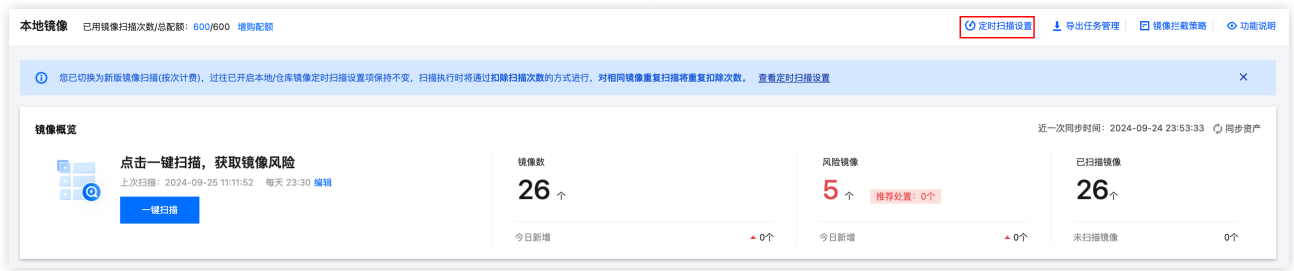 本地镜像 已用镜像扫描次数/总配额：600/600 增购配额 定时扫描设置 导出任务管理 镜像拦截策略 功能说明
您已切换为新版镜像扫描(按次计费)，过往已开启本地/仓库镜像定时扫描设置项保持不变，扫描执行时将通过扣除扫描次数的方式进行，对相同镜像重复扫描将重复扣除次数。 查看定时扫描设置
镜像概览 近一次同步时间：2024-09-24 23:53:33 同步资产
点击一键扫描，获取镜像风险
上次扫描：2024-09-25 11:11:52 每天 23:30 编辑
一键扫描
镜像数
26 个
今日新增 0个
风险镜像
5 个 推荐处置：0个
今日新增 0个
已扫描镜像
26 个
未扫描镜像 0个